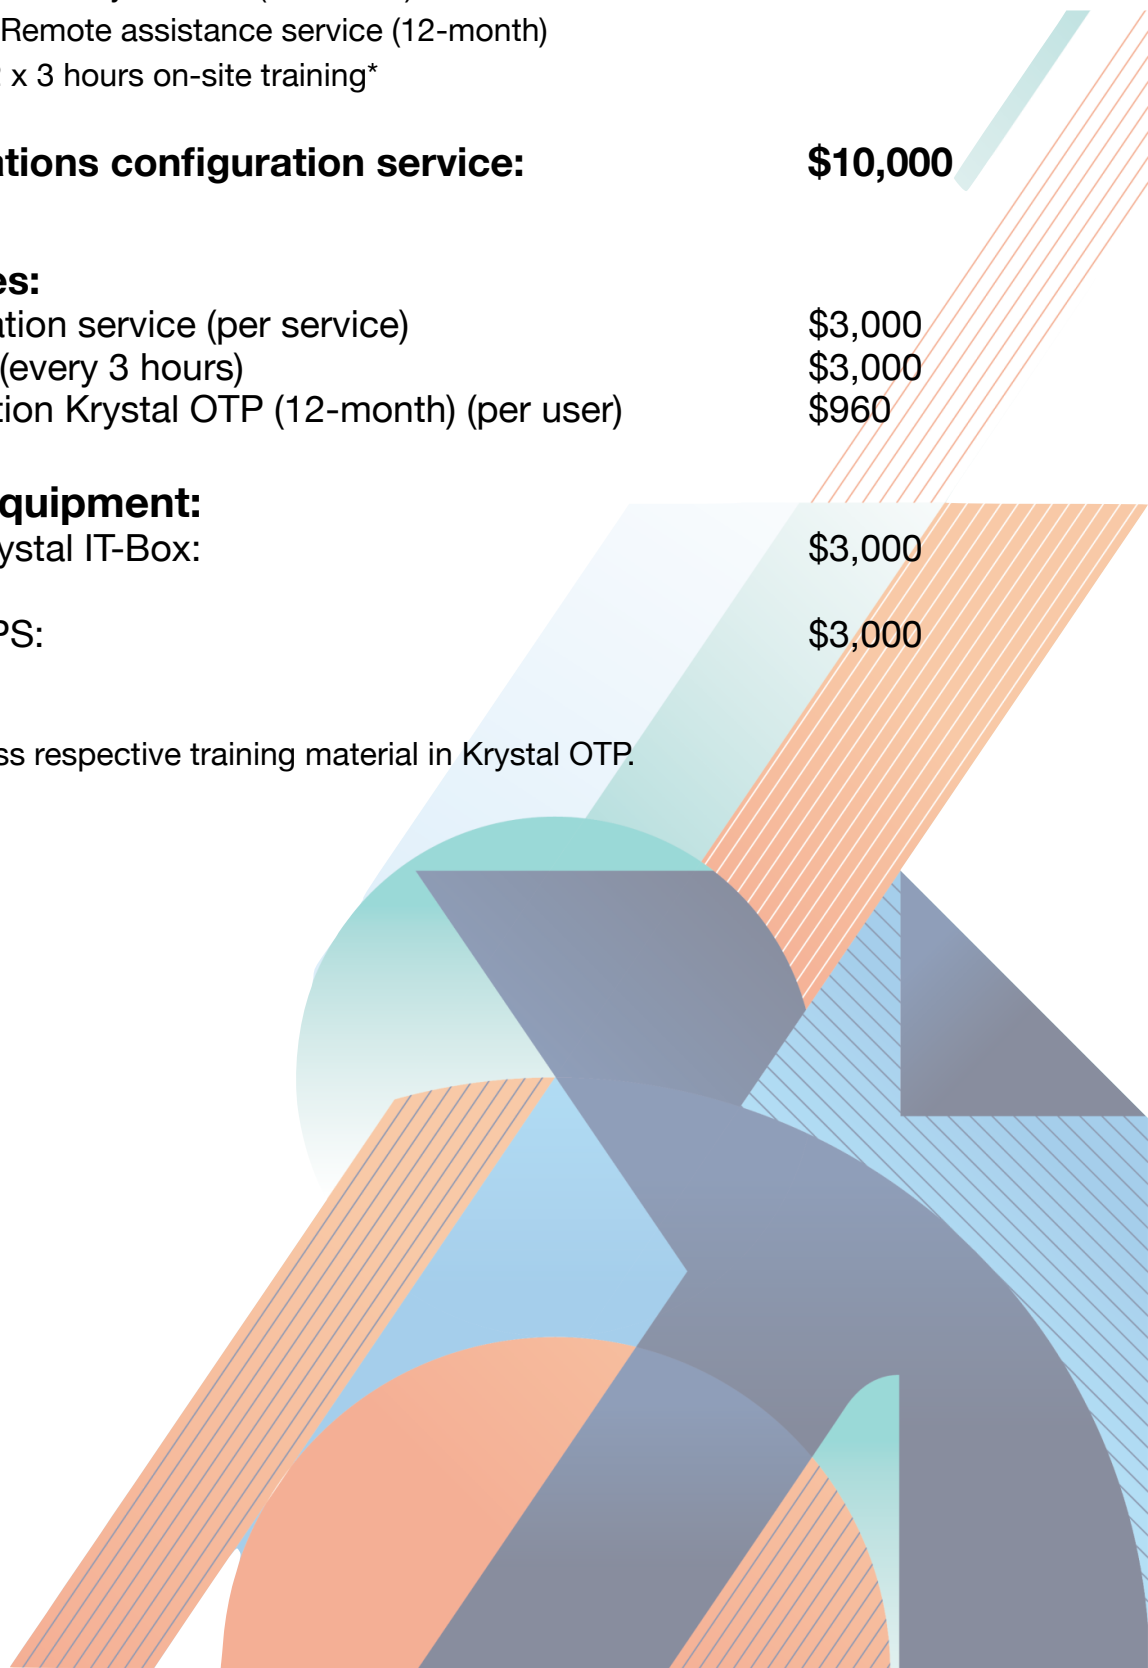 Remote assistance service (12-month)
x 3 hours on-site training*
ations configuration service: $10,000
es:
ation service (per service) $3,000
(every 3 hours) $3,000
tion Krystal OTP (12-month) (per user) $960
quipment:
ystal IT-Box: $3,000
PS: $3,000
ss respective training material in Krystal OTP.